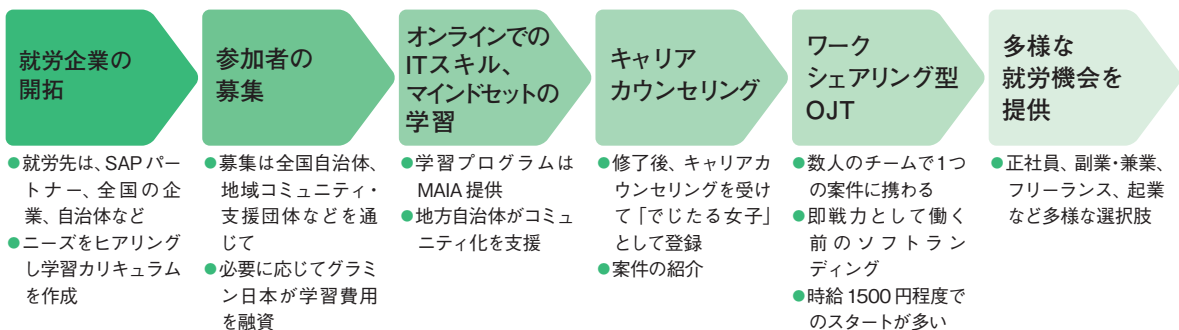 就労企業の
開拓
参加者の
募集
オンラインでの
ITスキル、
マインドセットの
学習
キャリア
カウンセリング
ワーク
シェアリング型
OJT
多様な
就労機会を
提供
●就労先は、SAPパー
トナー、全国の企
業、自治体など
●ニーズをヒアリング
し学習カリキュラム
を作成
●募集は全国自治体、
地域コミュニティ・
支援団体などを通
じて
●必要に応じてグラミ
ン日本が学習費用
を融資
●学習プログラムは
MAIA提供
●地方自治体がコミュ
ニティ化を支援
●修了後、キャリアカ
ウンセリングを受け
て「でじたる女子」
として登録
●案件の紹介
●数人のチームで1つ
の案件に携わる
●即戦力として働く
前のソフトラン
ディング
●時給1500円程度で
のスタートが多い
●正社員、副業・兼業、
フリーランス、起業
など多様な選択肢